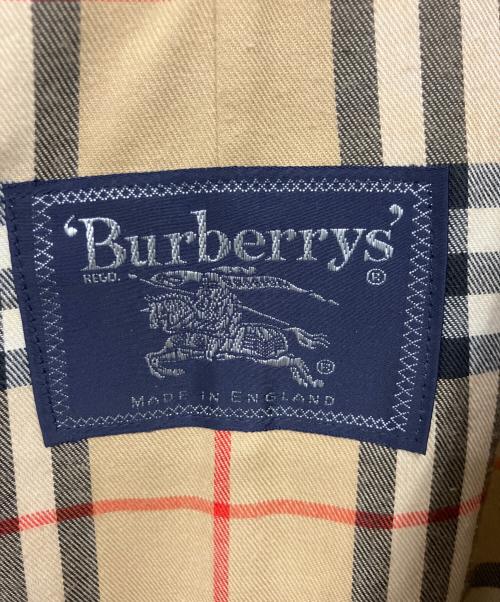 'Burberrys'
REGD. ®
®
MADE IN ENGLAND